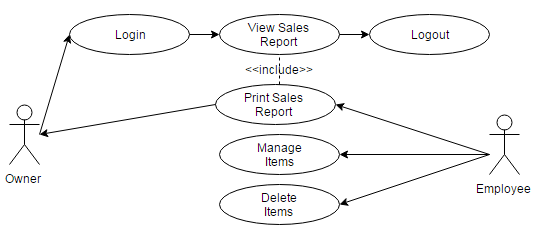 Login
View Sales
Report
Logout
<<include>>
Print Sales
Report
Manage
Items
Delete
Items
Owner
Employee